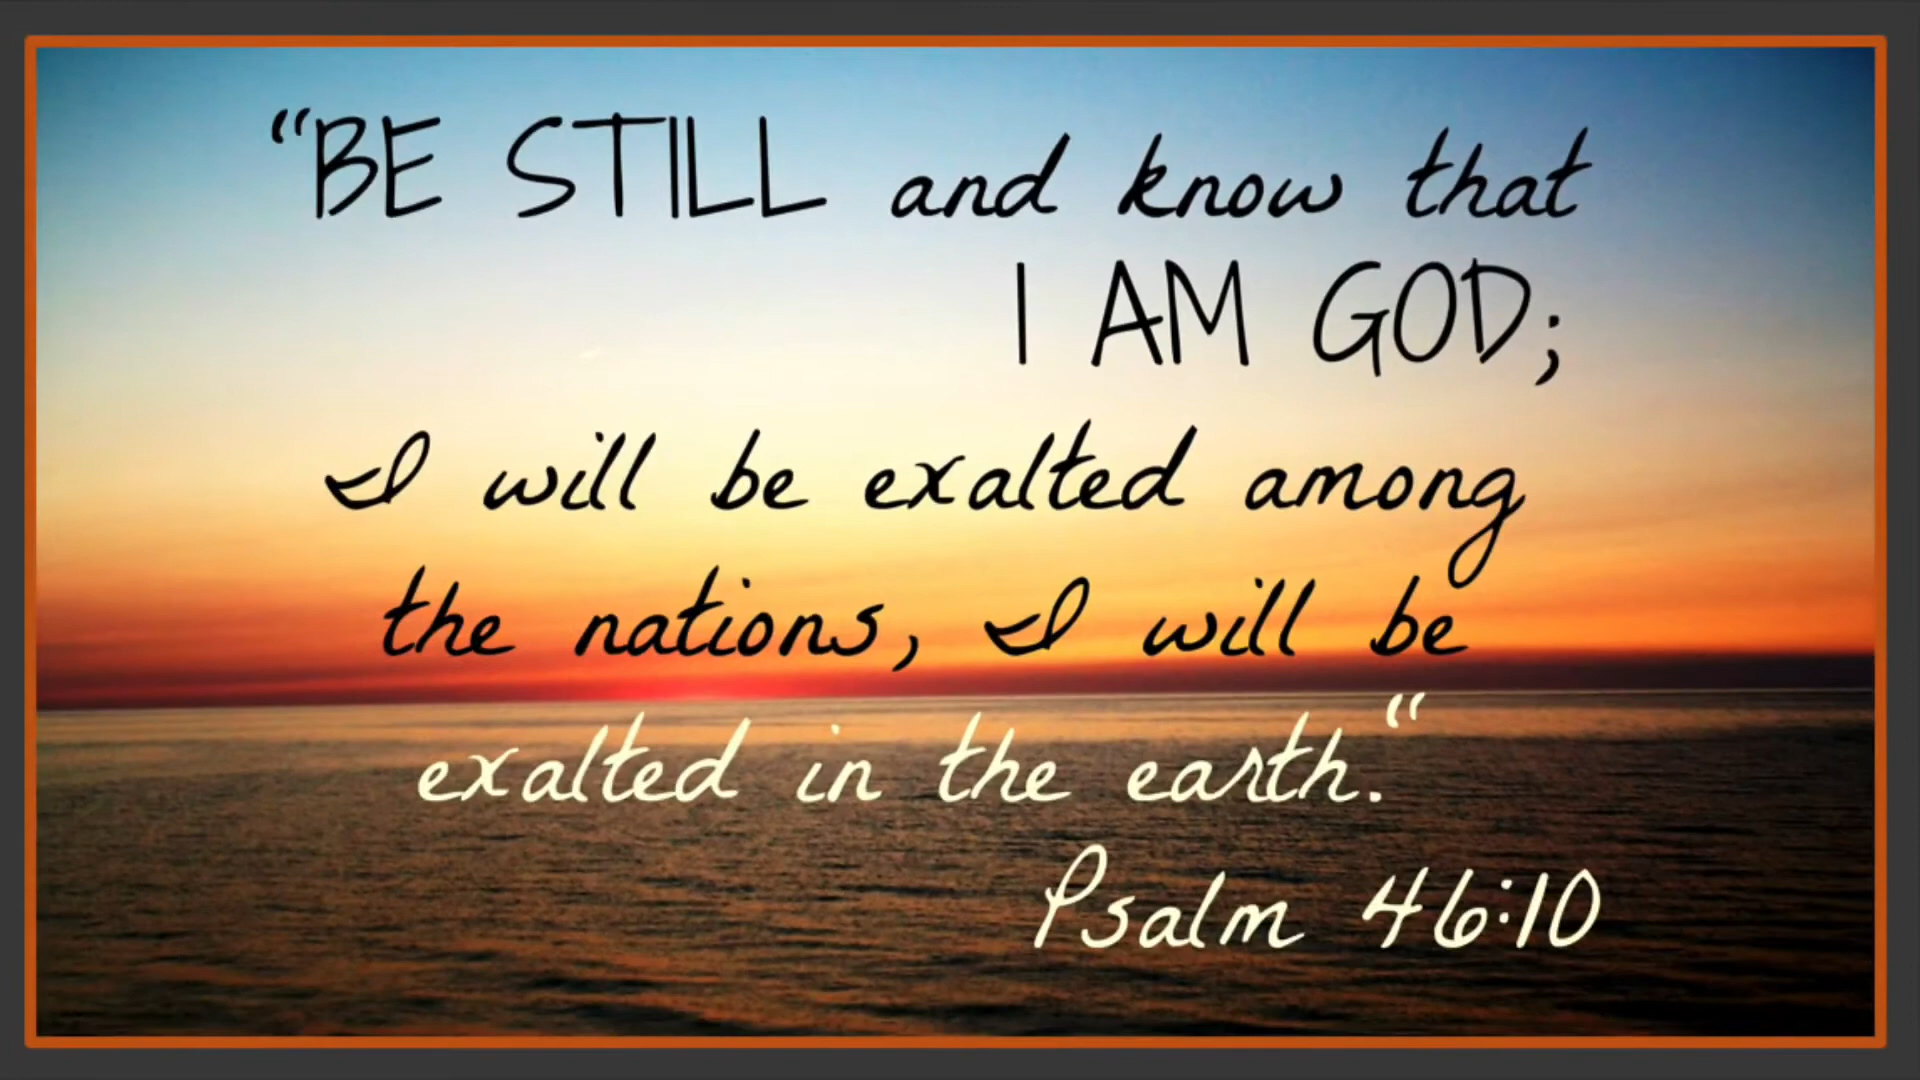 “BE STILL and know that
I AM GOD;
I will be exalted among
the nations, I will be
exalted in the earth.“
Psalm 46:10